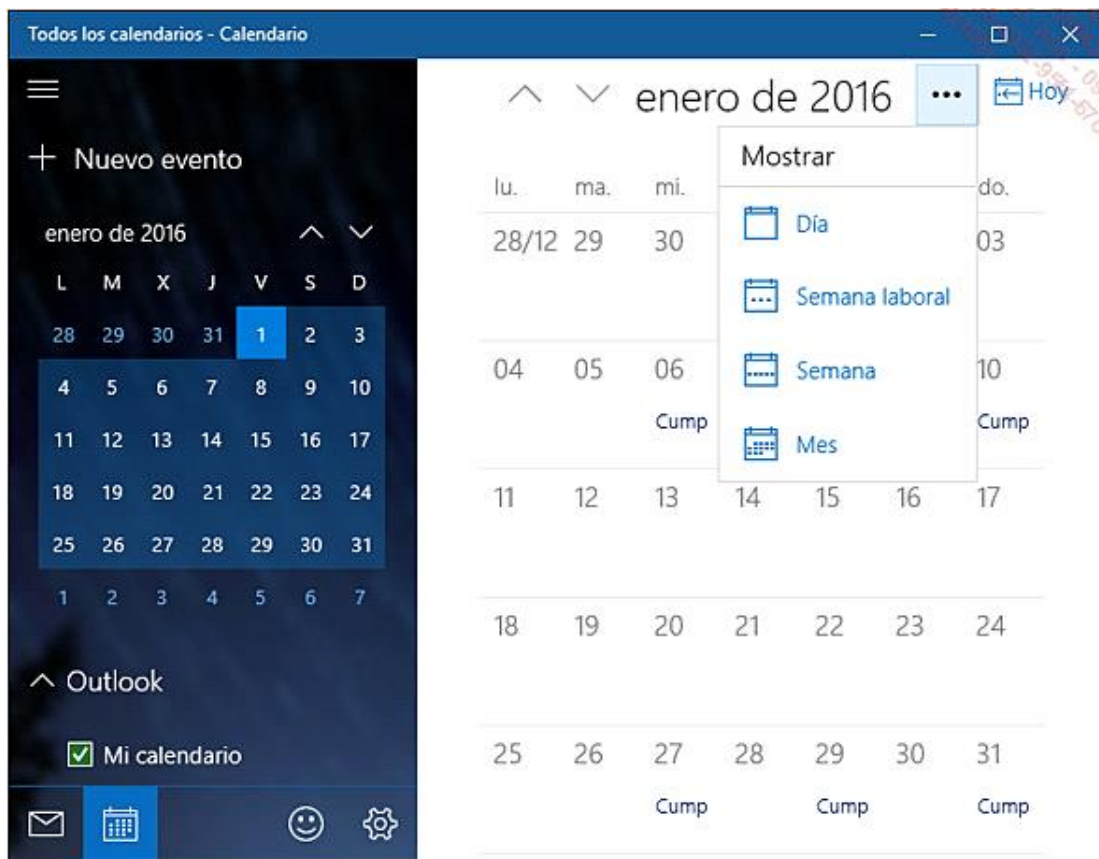 Todos los calendarios - Calendario
+ Nuevo evento
enero de 2016
L M X J V S D
28 29 30 31 1 2 3
4 5 6 7 8 9 10
11 12 13 14 15 16 17
18 19 20 21 22 23 24
25 26 27 28 29 30 31
1 2 3 4 5 6 7
Outlook
Mi calendario
enero de 2016 ••• Hoy
Mostrar
Día
Semana laboral
Semana
Mes
lu. ma. mi. do.
28/12 29 30 03
04 05 06 10
Cump Cump
11 12 13 14 15 16 17
18 19 20 21 22 23 24
25 26 27 28 29 30 31
Cump Cump Cump